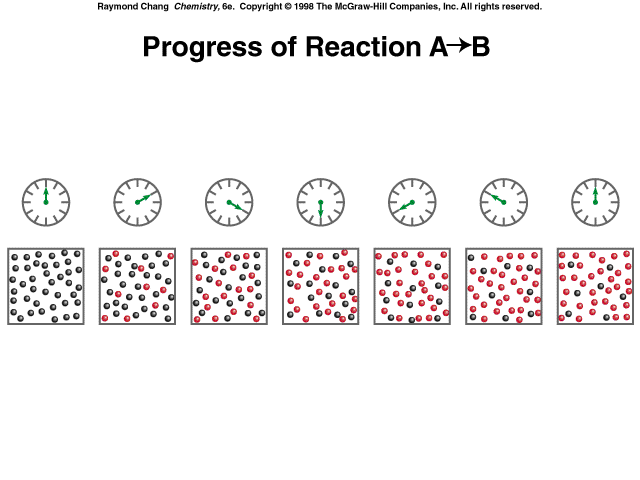 Raymond Chang Chemistry, 6e. Copyright © 1998 The McGraw-Hill Companies, Inc. All rights reserved.
Progress of Reaction A→B